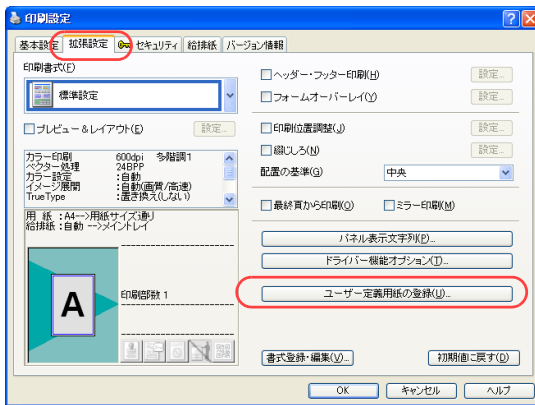 印刷設定
基本設定 拡張設定 セキュリティ 給排紙 バージョン情報
印刷書式(F)
標準設定
プレビュー&レイアウト(E) 設定...
カラー印刷 600dpi 多階調1
ベクター処理 24BPP
カラー設定 :自動
イメージ展開 :自動(画質/高速)
TrueType :置き換え(しない)
用 紙 :A4-->用紙サイズ通り
給排紙 :自動 -->メイントレイ
A
印刷部数 1
ヘッダー・フッター印刷(H) 設定...
フォームオーバーレイ(Y) 設定...
印刷位置調整(J) 設定...
綴じしろ(N) 設定...
配置の基準(G) 中央
最終頁から印刷(O) ミラー印刷(M)
パネル表示文字列(P)...
ドライバー機能オプション(T)...
ユーザー定義用紙の登録(U)...
書式登録・編集(V)... 初期値に戻す(D)
OK キャンセル ヘルプ